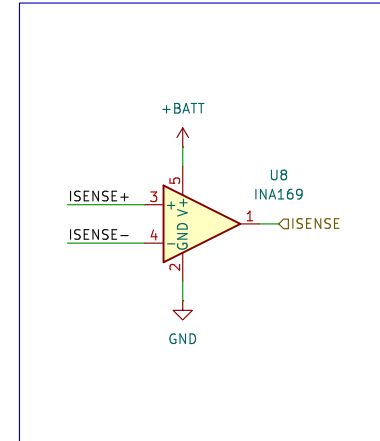 +BATT
U8
INA169
5
ISENSE+
3
+
V+
1
ISENSE
ISENSE-
4
-
GND
2
GND